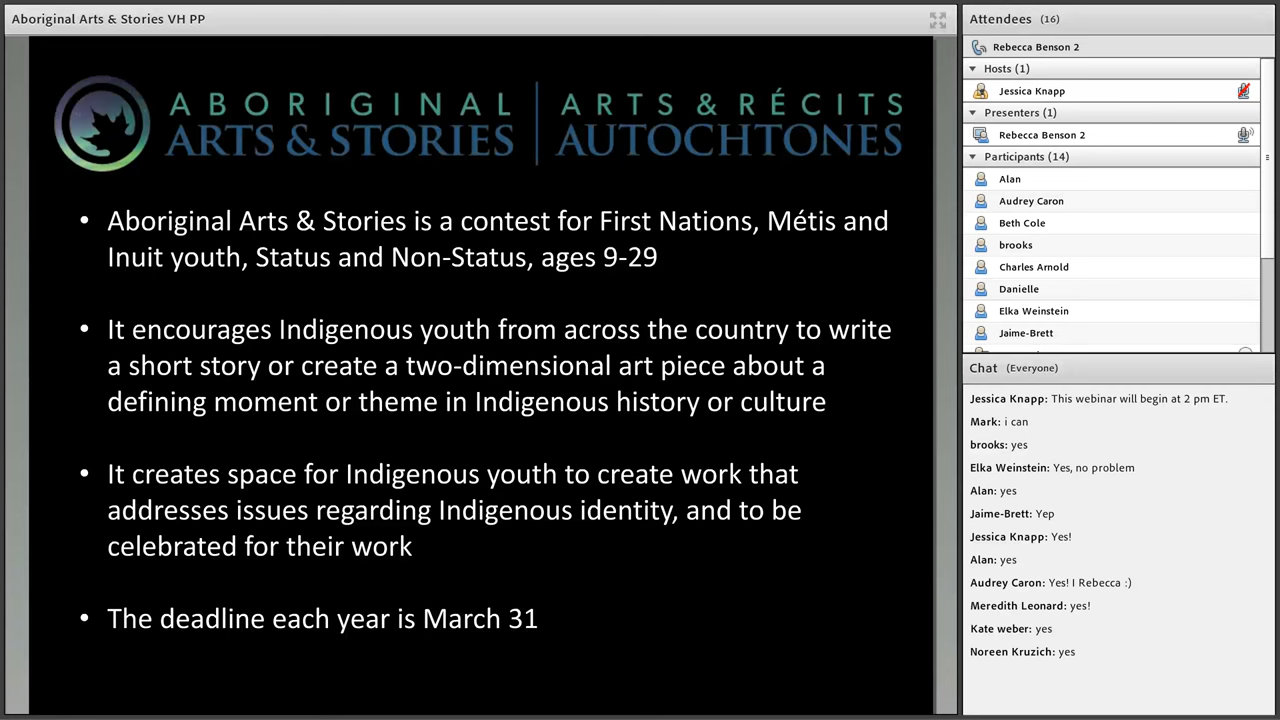 Aboriginal Arts & Stories VH PP
ABORIGINAL
ARTS & STORIES
ARTS & RÉCITS
AUTOCHTONES
• Aboriginal Arts & Stories is a contest for First Nations, Métis and
Inuit youth, Status and Non-Status, ages 9-29
• It encourages Indigenous youth from across the country to write
a short story or create a two-dimensional art piece about a
defining moment or theme in Indigenous history or culture
• It creates space for Indigenous youth to create work that
addresses issues regarding Indigenous identity, and to be
celebrated for their work
• The deadline each year is March 31
Attendees (16)
Rebecca Benson 2
Hosts (1)
Jessica Knapp
Presenters (1)
Rebecca Benson 2
Participants (14)
Alan
Audrey Caron
Beth Cole
brooks
Charles Arnold
Danielle
Elka Weinstein
Jaime-Brett
Chat (Everyone)
Jessica Knapp: This webinar will begin at 2 pm ET.
Mark: i can
brooks: yes
Elka Weinstein: Yes, no problem
Alan: yes
Jaime-Brett: Yep
Jessica Knapp: Yes!
Alan: yes
Audrey Caron: Yes! I Rebecca :)
Meredith Leonard: yes!
Kate weber: yes
Noreen Kruzich: yes